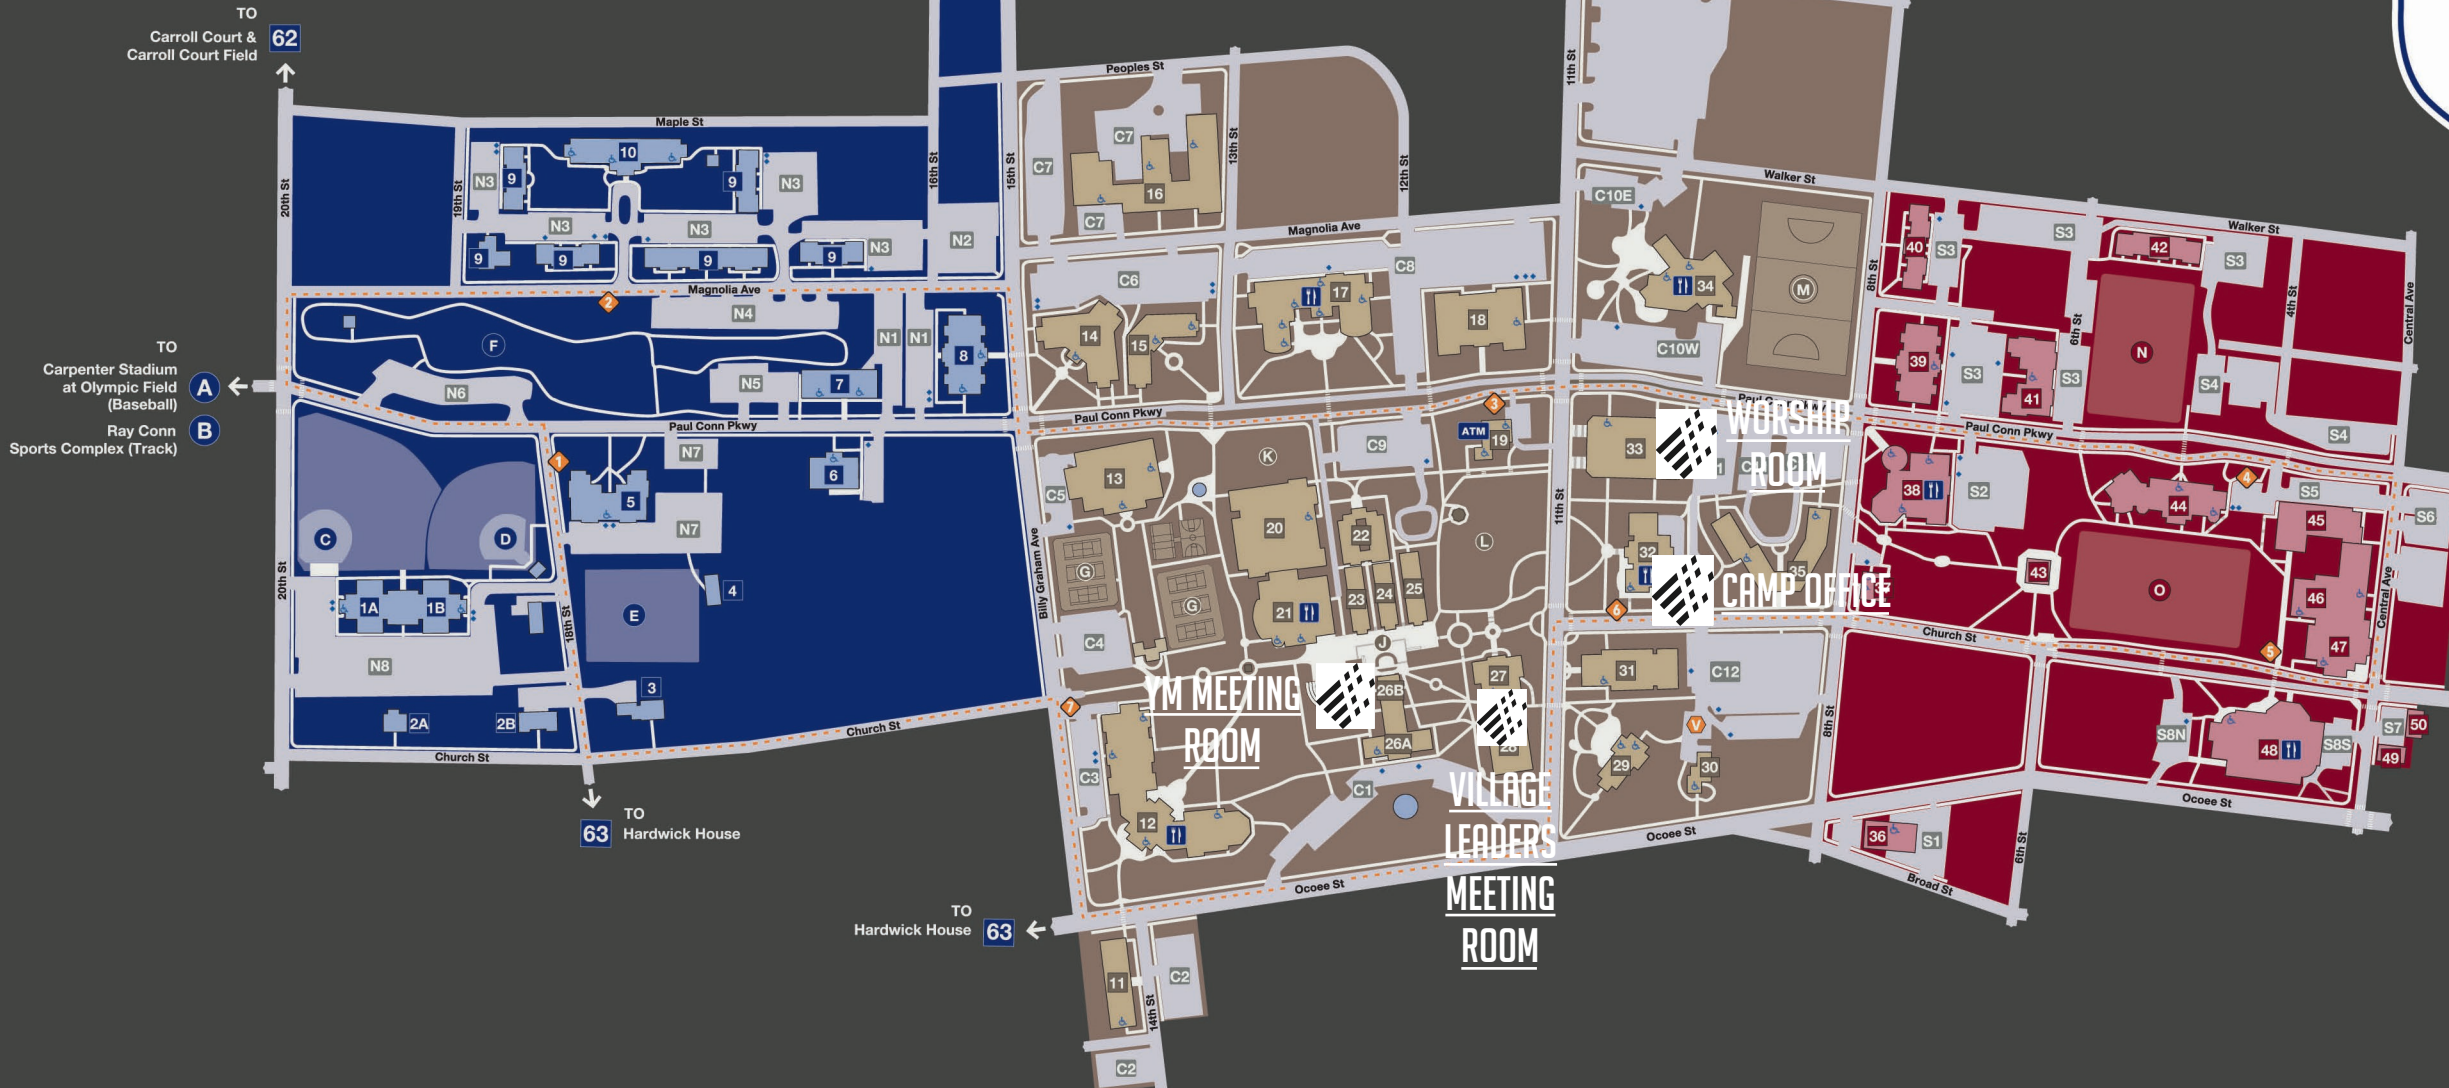 TO
Carroll Court &
Carroll Court Field
62
TO
Carpenter Stadium
at Olympic Field
(Baseball)
A
Ray Conn
Sports Complex (Track)
B
20th St
Maple St
19th St
16th St
15th St
N3
9
10
9
N3
N3
N3
9
9
9
9
N3
N2
Magnolia Ave
2
N4
F
N1
N1
8
N6
N5
7
Paul Conn Pkwy
1
N7
6
5
N7
C
D
4
20th St
1A
1B
18th St
E
N8
3
2A
2B
Church St
Church St
TO
63
Hardwick House
Peoples St
13th St
12th St
11th St
C7
C7
16
C7
Magnolia Ave
C6
C8
17
14
15
18
Paul Conn Pkwy
3
ATM
19
C9
K
13
C5
20
22
L
11th St
Billy Graham Ave
G
G
21
23
24
25
C4
J
7
YM MEETING
ROOM
26B
27
26A
28
VILLAGE
LEADERS
MEETING
ROOM
C3
12
C1
Ocoee St
TO
Hardwick House
63
11
C2
14th St
C2
Walker St
C10E
34
M
C10W
8th St
33
WORSHIP
ROOM
32
35
CAMP OFFICE
6
31
C12
V
29
30
8th St
Ocoee St
Walker St
40
S3
S3
42
S3
39
S3
41
S3
6th St
N
S4
4th St
Central Ave
S4
Paul Conn Pkwy
38
S2
44
4
S5
45
S6
43
O
46
Central Ave
47
5
Church St
S8N
48
S8S
S7
50
49
Ocoee St
36
S1
6th St
Broad St